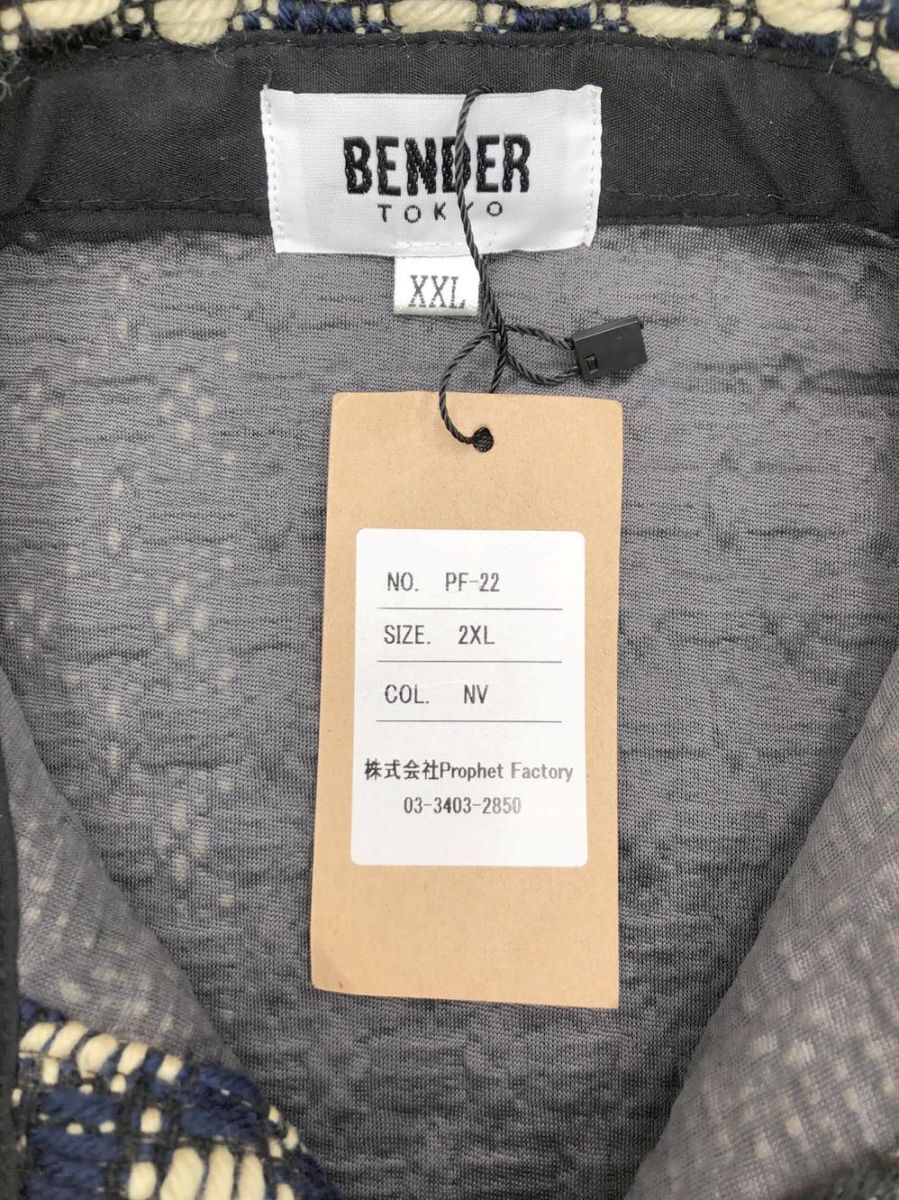 BENDER
TOKYO
XXL
NO. PF-22
SIZE. 2XL
COL. NV
株式会社Prophet Factory
03-3403-2850